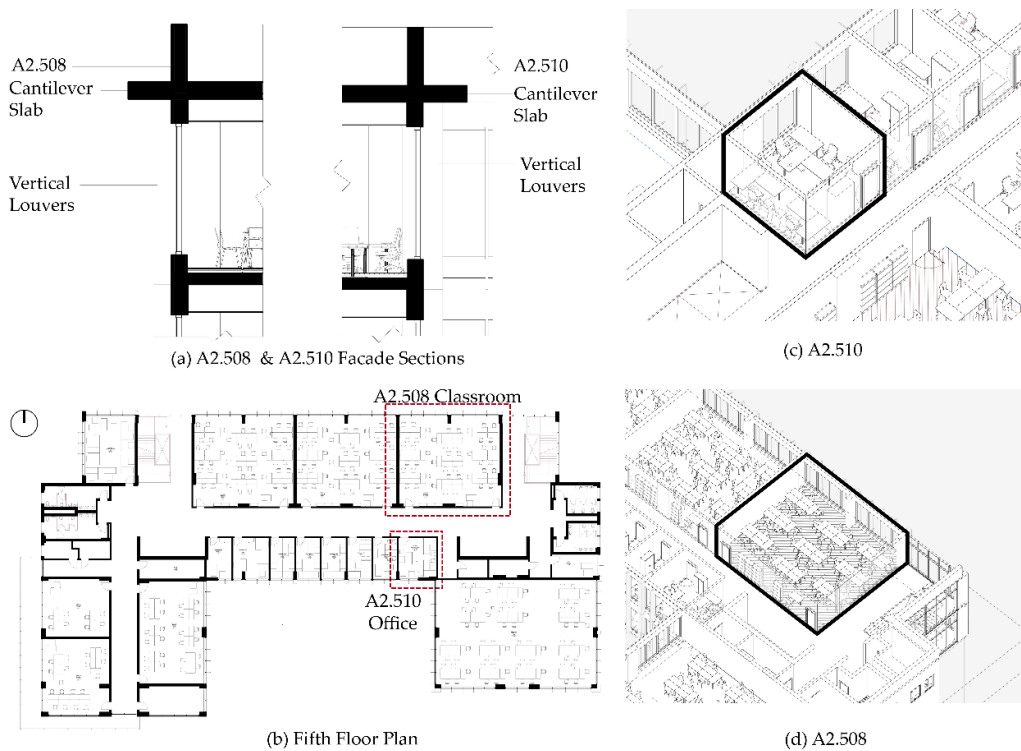 A2.508
Cantilever
Slab
Vertical
Louvers
A2.510
Cantilever
Slab
Vertical
Louvers
(a) A2.508 & A2.510 Facade Sections
(c) A2.510
A2.508 Classroom
A2.510
Office
(b) Fifth Floor Plan
(d) A2.508